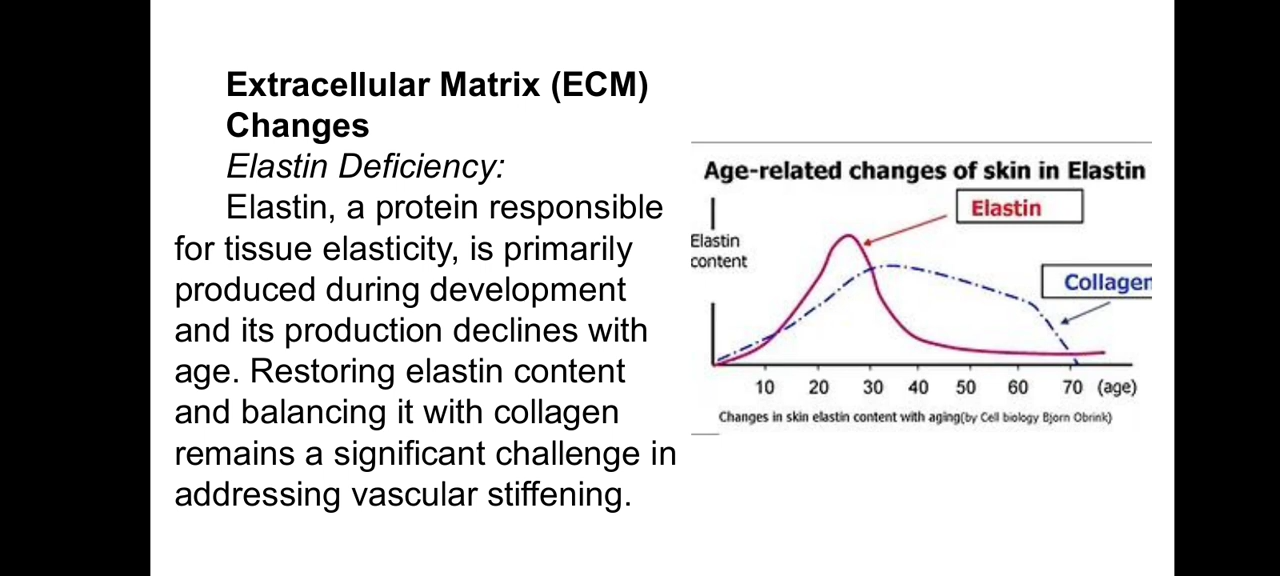 Extracellular Matrix (ECM)
Changes
Elastin Deficiency:
Elastin, a protein responsible
for tissue elasticity, is primarily
produced during development
and its production declines with
age. Restoring elastin content
and balancing it with collagen
remains a significant challenge in
addressing vascular stiffening.
Age-related changes of skin in Elastin
Elastin
Elastin
content
Collagen
10 20 30 40 50 60 70 (age)
Changes in skin elastin content with aging(by Cell biology Bjorn Obrink)